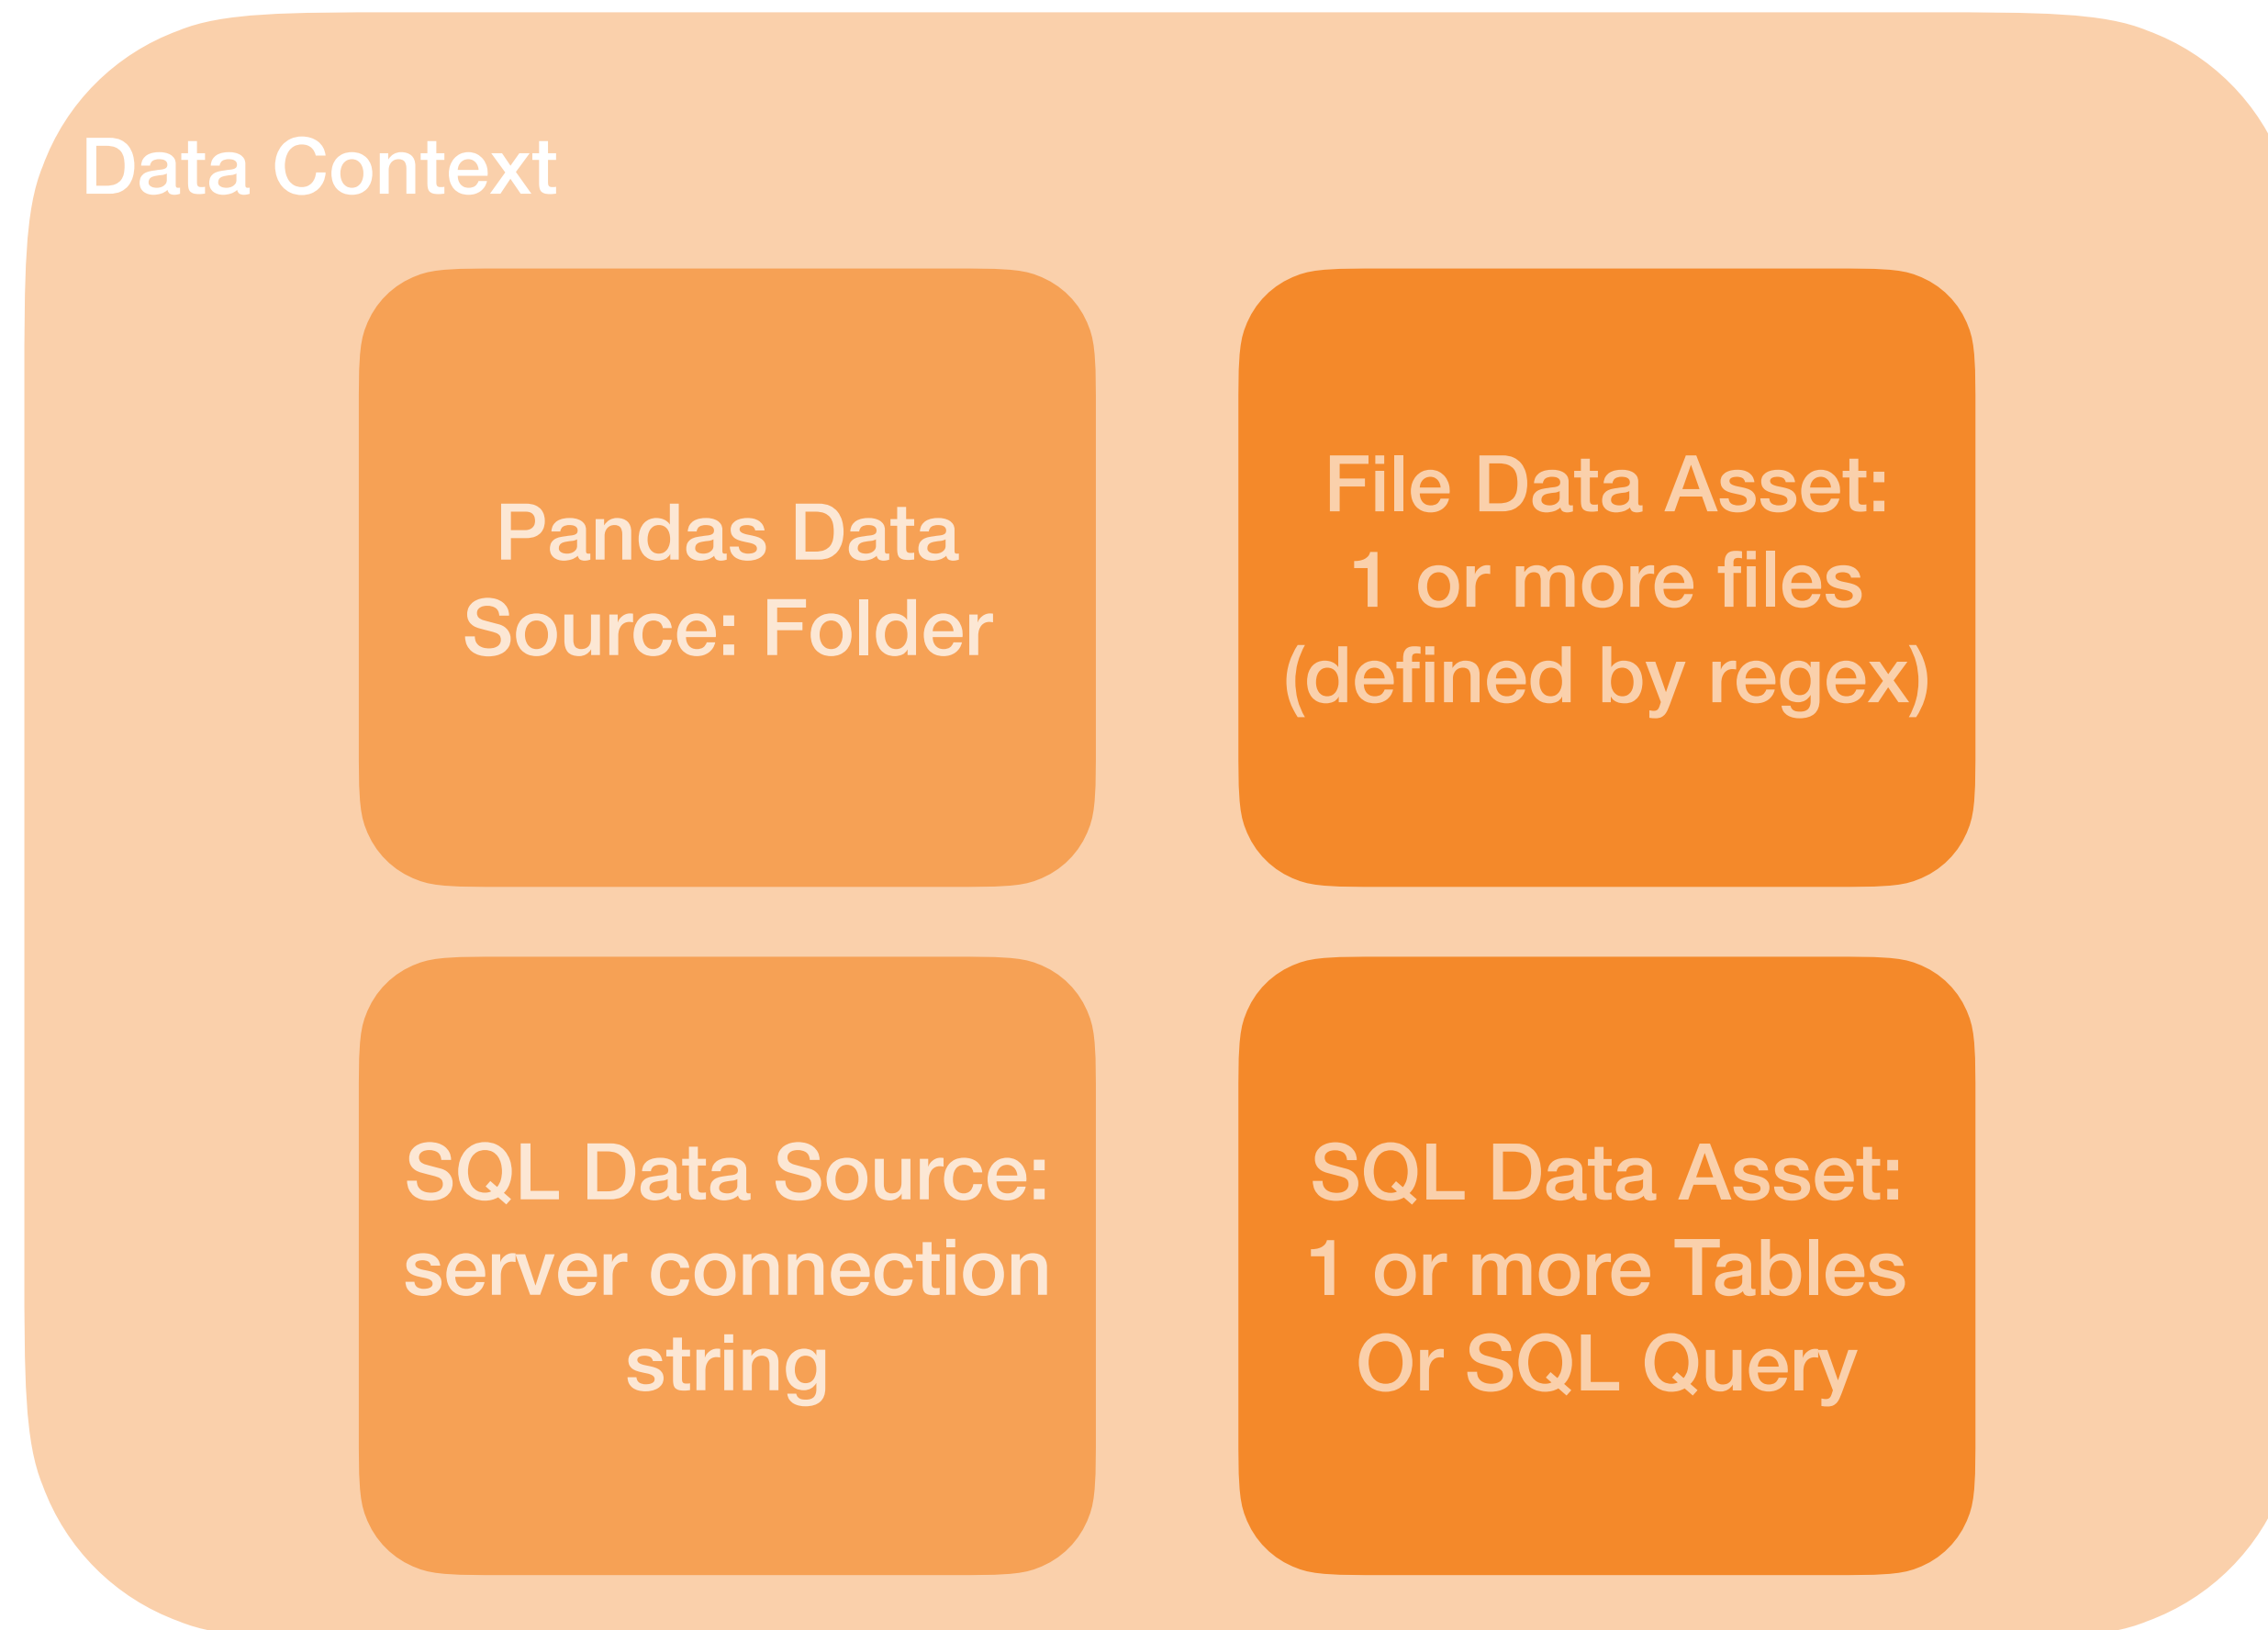 Data Context
Pandas Data
Source: Folder
File Data Asset:
1 or more files
(defined by regex)
SQL Data Source:
server connection
string
SQL Data Asset:
1 or more Tables
Or SQL Query